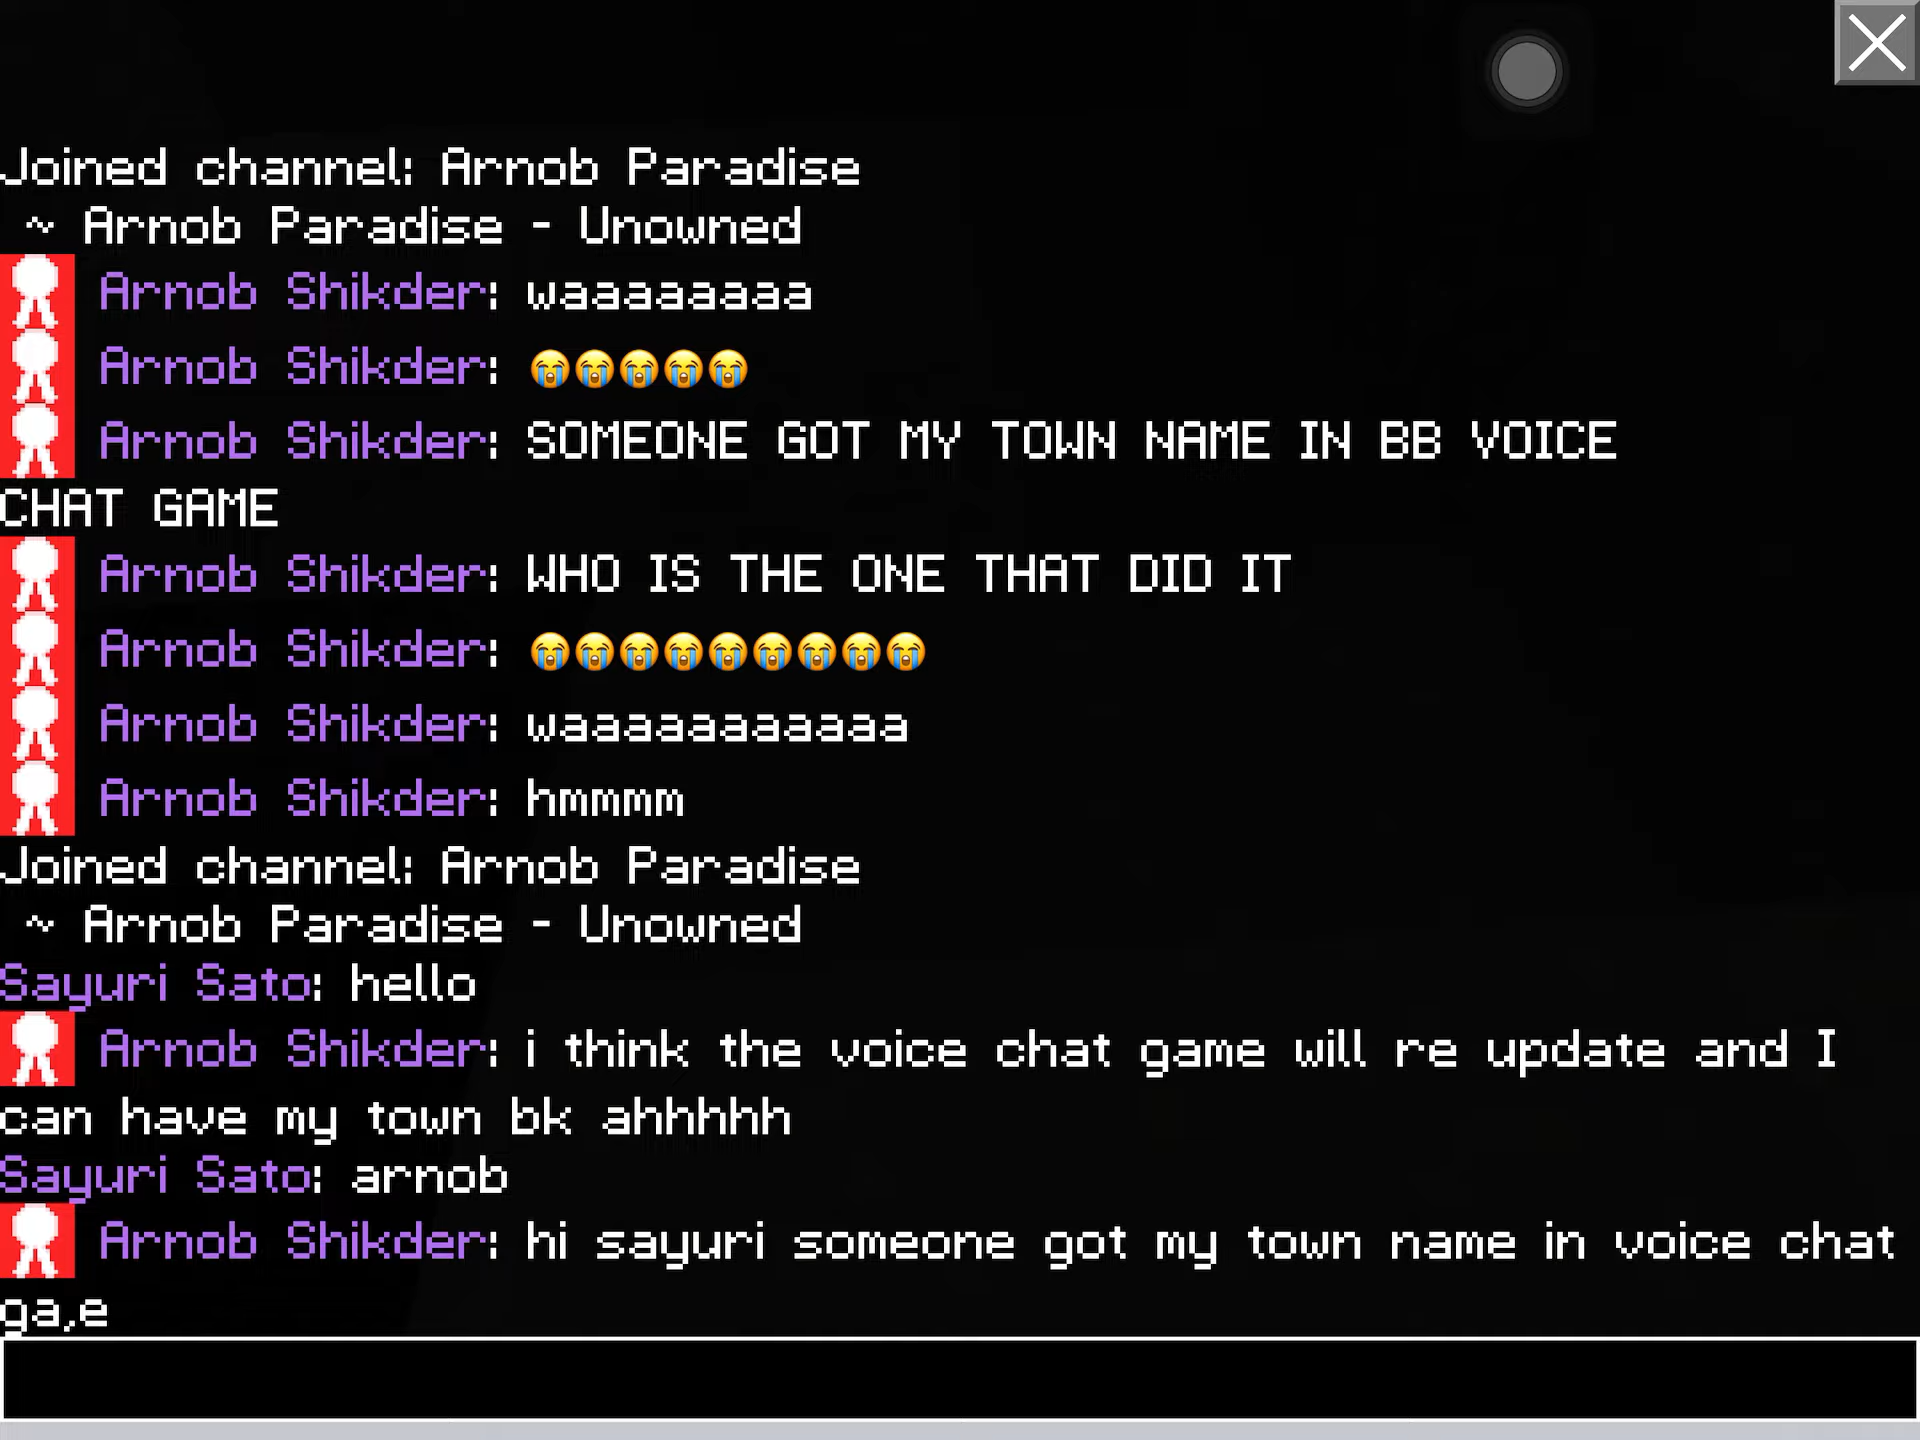 Joined channel: Arnob Paradise
~ Arnob Paradise - Unowned
Arnob Shikder: waaaaaaaa
Arnob Shikder: 😭😭😭😭😭
Arnob Shikder: SOMEONE GOT MY TOWN NAME IN BB VOICE
CHAT GAME
Arnob Shikder: WHO IS THE ONE THAT DID IT
Arnob Shikder: 😭😭😭😭😭😭😭😭😭
Arnob Shikder: waaaaaaaaaaa
Arnob Shikder: hmmmm
Joined channel: Arnob Paradise
~ Arnob Paradise - Unowned
Sayuri Sato: hello
Arnob Shikder: i think the voice chat game will re update and I
can have my town bk ahhhhh
Sayuri Sato: arnob
Arnob Shikder: hi sayuri someone got my town name in voice chat
ga,e